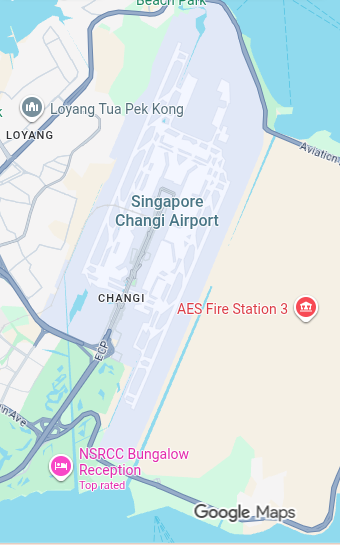 Beach Park
Loyang Tua Pek Kong
k
LOYANG
Aviation
Singapore
Changi Airport
CHANGI
AES Fire Station 3
ECP
n Ave
NSRCC Bungalow
Reception
Top rated
Google Maps